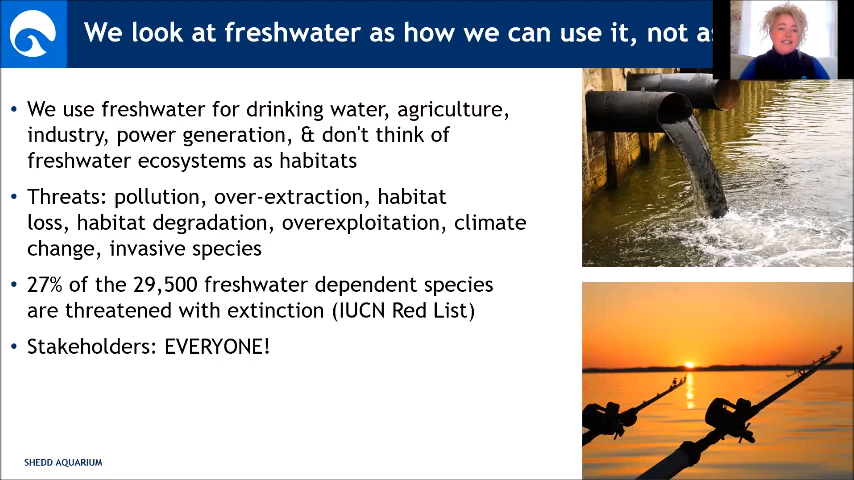 We look at freshwater as how we can use it, not as
• We use freshwater for drinking water, agriculture,
industry, power generation, & don't think of
freshwater ecosystems as habitats
• Threats: pollution, over-extraction, habitat
loss, habitat degradation, overexploitation, climate
change, invasive species
• 27% of the 29,500 freshwater dependent species
are threatened with extinction (IUCN Red List)
• Stakeholders: EVERYONE!
SHEDD AQUARIUM